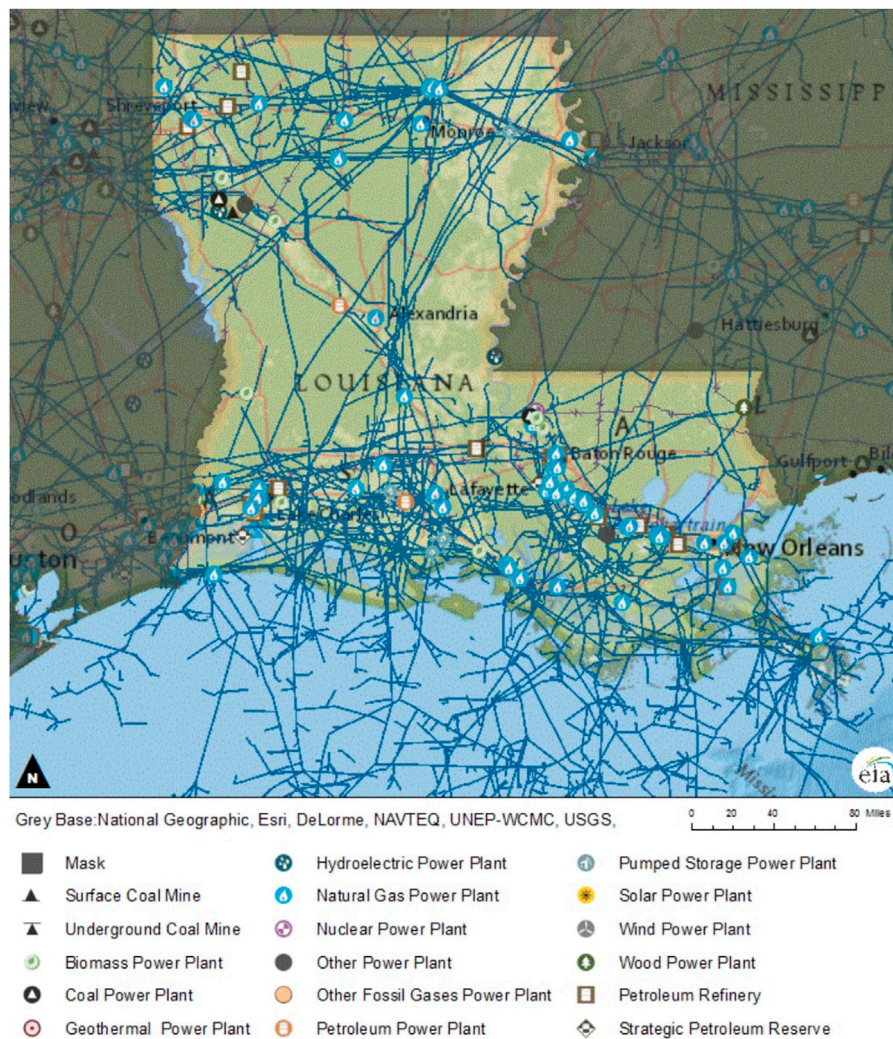 Shreveport
Monroe
MISSISSIPP
Jackson
Alexandria
Hattiesburg
LOUISIANA
A
L
Baton Rouge
Gulfport
Bil
Lafayette
Lake Charles
oodlands
S
A
O
uston
New Orleans
N
eia
Grey Base:National Geographic, Esri, DeLorme, NAVTEQ, UNEP-WCMC, USGS,
0 20 40 80 Miles
Mask
Hydroelectric Power Plant
Pumped Storage Power Plant
Surface Coal Mine
Natural Gas Power Plant
Solar Power Plant
Underground Coal Mine
Nuclear Power Plant
Wind Power Plant
Biomass Power Plant
Other Power Plant
Wood Power Plant
Coal Power Plant
Other Fossil Gases Power Plant
Petroleum Refinery
Geothermal Power Plant
Petroleum Power Plant
Strategic Petroleum Reserve